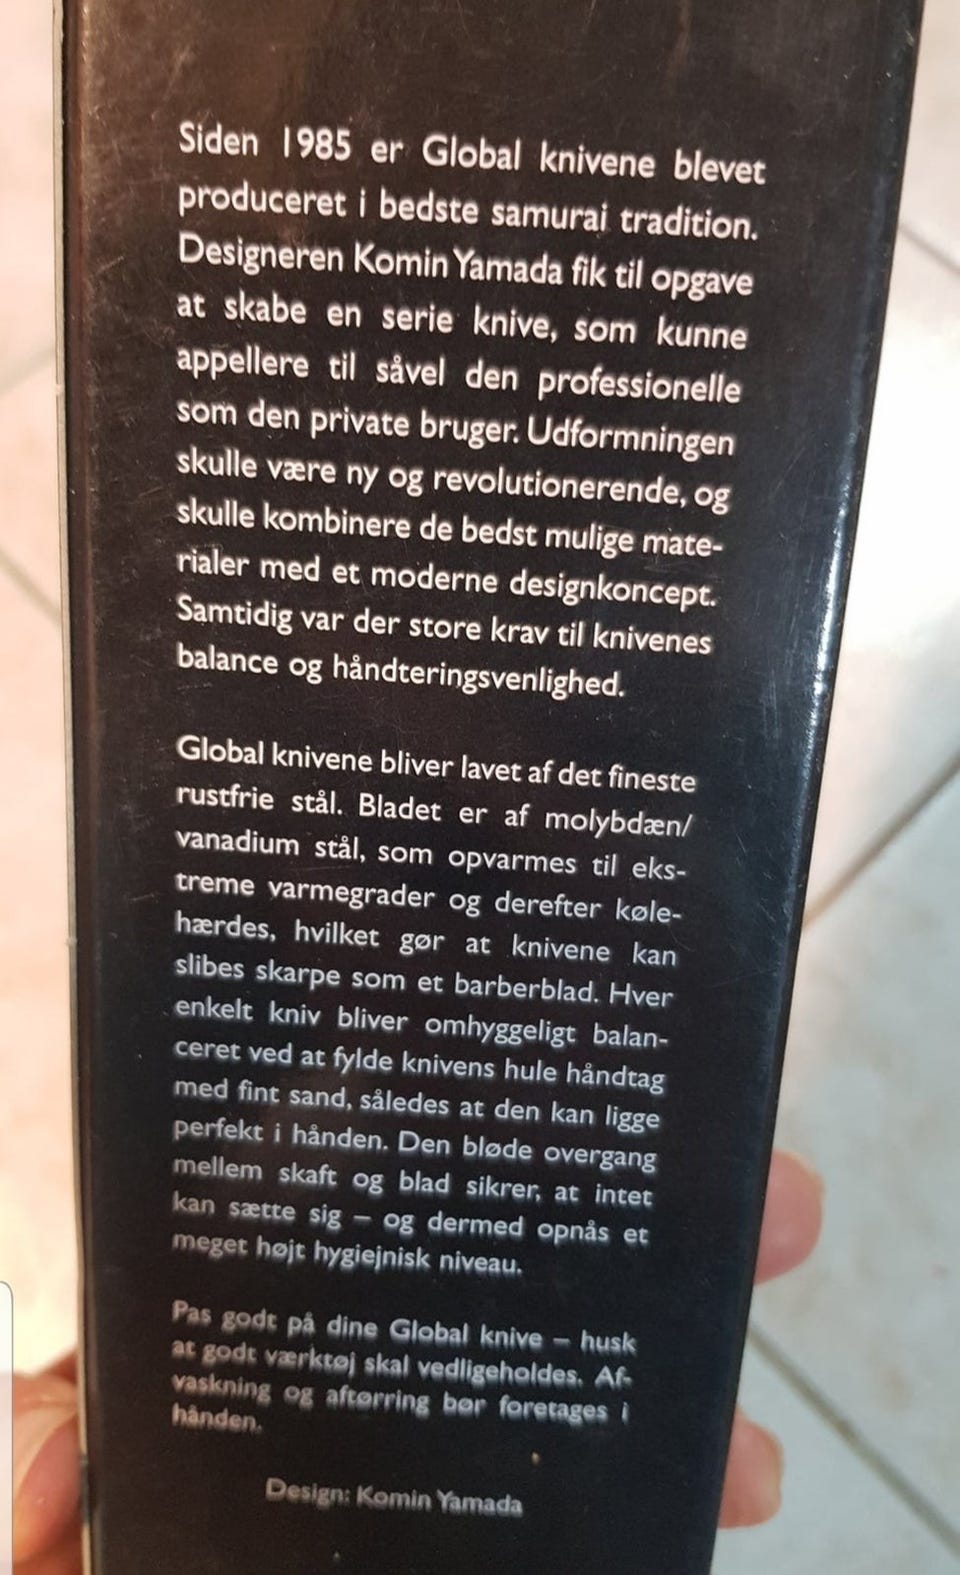 Siden 1985 er Global knivene blevet
produceret i bedste samurai tradition.
Designeren Komin Yamada fik til opgave
at skabe en serie knive, som kunne
appellere til såvel den professionelle
som den private bruger. Udformningen
skulle være ny og revolutionerende, og
skulle kombinere de bedst mulige mate-
rialer med et moderne designkoncept.
Samtidig var der store krav til knivenes
balance og håndteringsvenlighed.
Global knivene bliver lavet af det fineste
rustfrie stål. Bladet er af molybdæn/
vanadium stål, som opvarmes til eks-
treme varmegrader og derefter køle-
hærdes, hvilket gør at knivene kan
slibes skarpe som et barberblad. Hver
enkelt kniv bliver omhyggeligt balan-
ceret ved at fylde knivens hule håndtag
med fint sand, således at den kan ligge
perfekt i hånden. Den bløde overgang
mellem skaft og blad sikrer, at intet
kan sætte sig – og dermed opnås et
meget højt hygiejnisk niveau.
Pas godt på dine Global knive – husk
at godt værktøj skal vedligeholdes. Af-
vaskning og aftørring bør foretages i
hånden.
Design: Komin Yamada